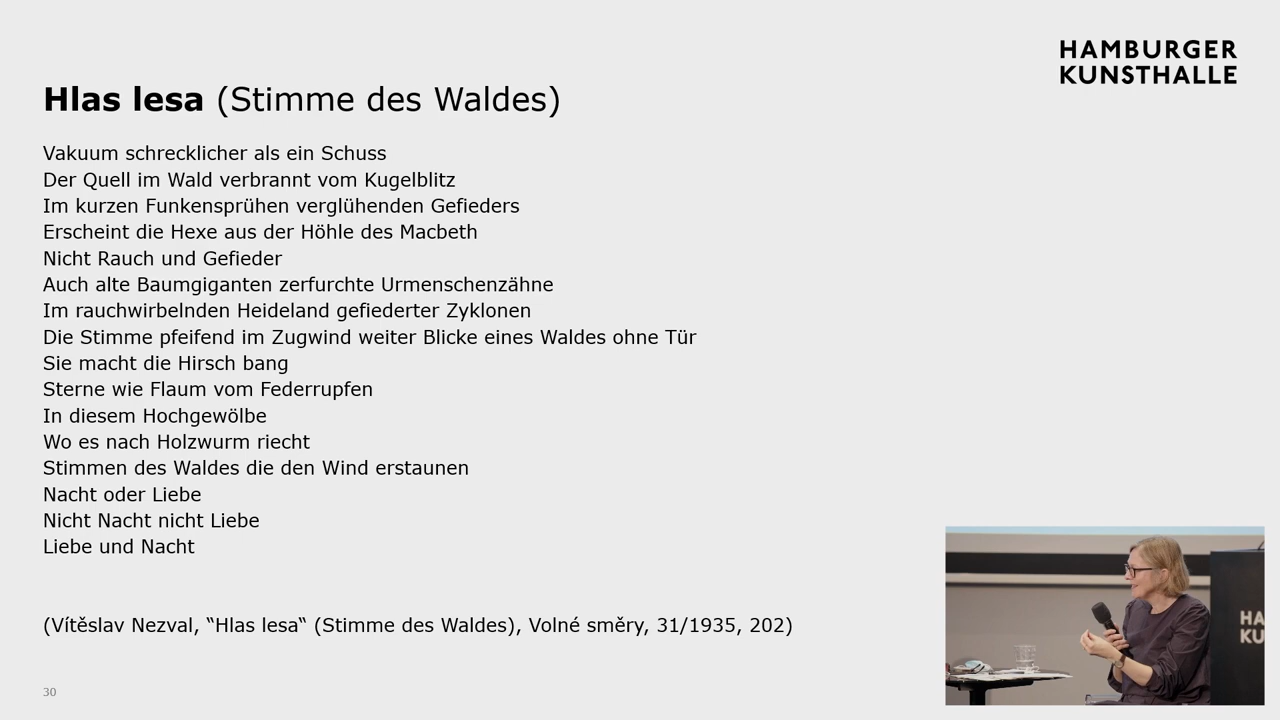 HAMBURGER
KUNSTHALLE
Hlas lesa (Stimme des Waldes)
Vakuum schrecklicher als ein Schuss
Der Quell im Wald verbrannt vom Kugelblitz
Im kurzen Funkensprühen verglühenden Gefieders
Erscheint die Hexe aus der Höhle des Macbeth
Nicht Rauch und Gefieder
Auch alte Baumgiganten zerfurchte Urmenschenzähne
Im rauchwirbelnden Heideland gefiederter Zyklonen
Die Stimme pfeifend im Zugwind weiter Blicke eines Waldes ohne Tür
Sie macht die Hirsch bang
Sterne wie Flaum vom Federrupfen
In diesem Hochgewölbe
Wo es nach Holzwurm riecht
Stimmen des Waldes die den Wind erstaunen
Nacht oder Liebe
Nicht Nacht nicht Liebe
Liebe und Nacht
(Vítěslav Nezval, “Hlas lesa“ (Stimme des Waldes), Volné směry, 31/1935, 202)
HA
KU
30